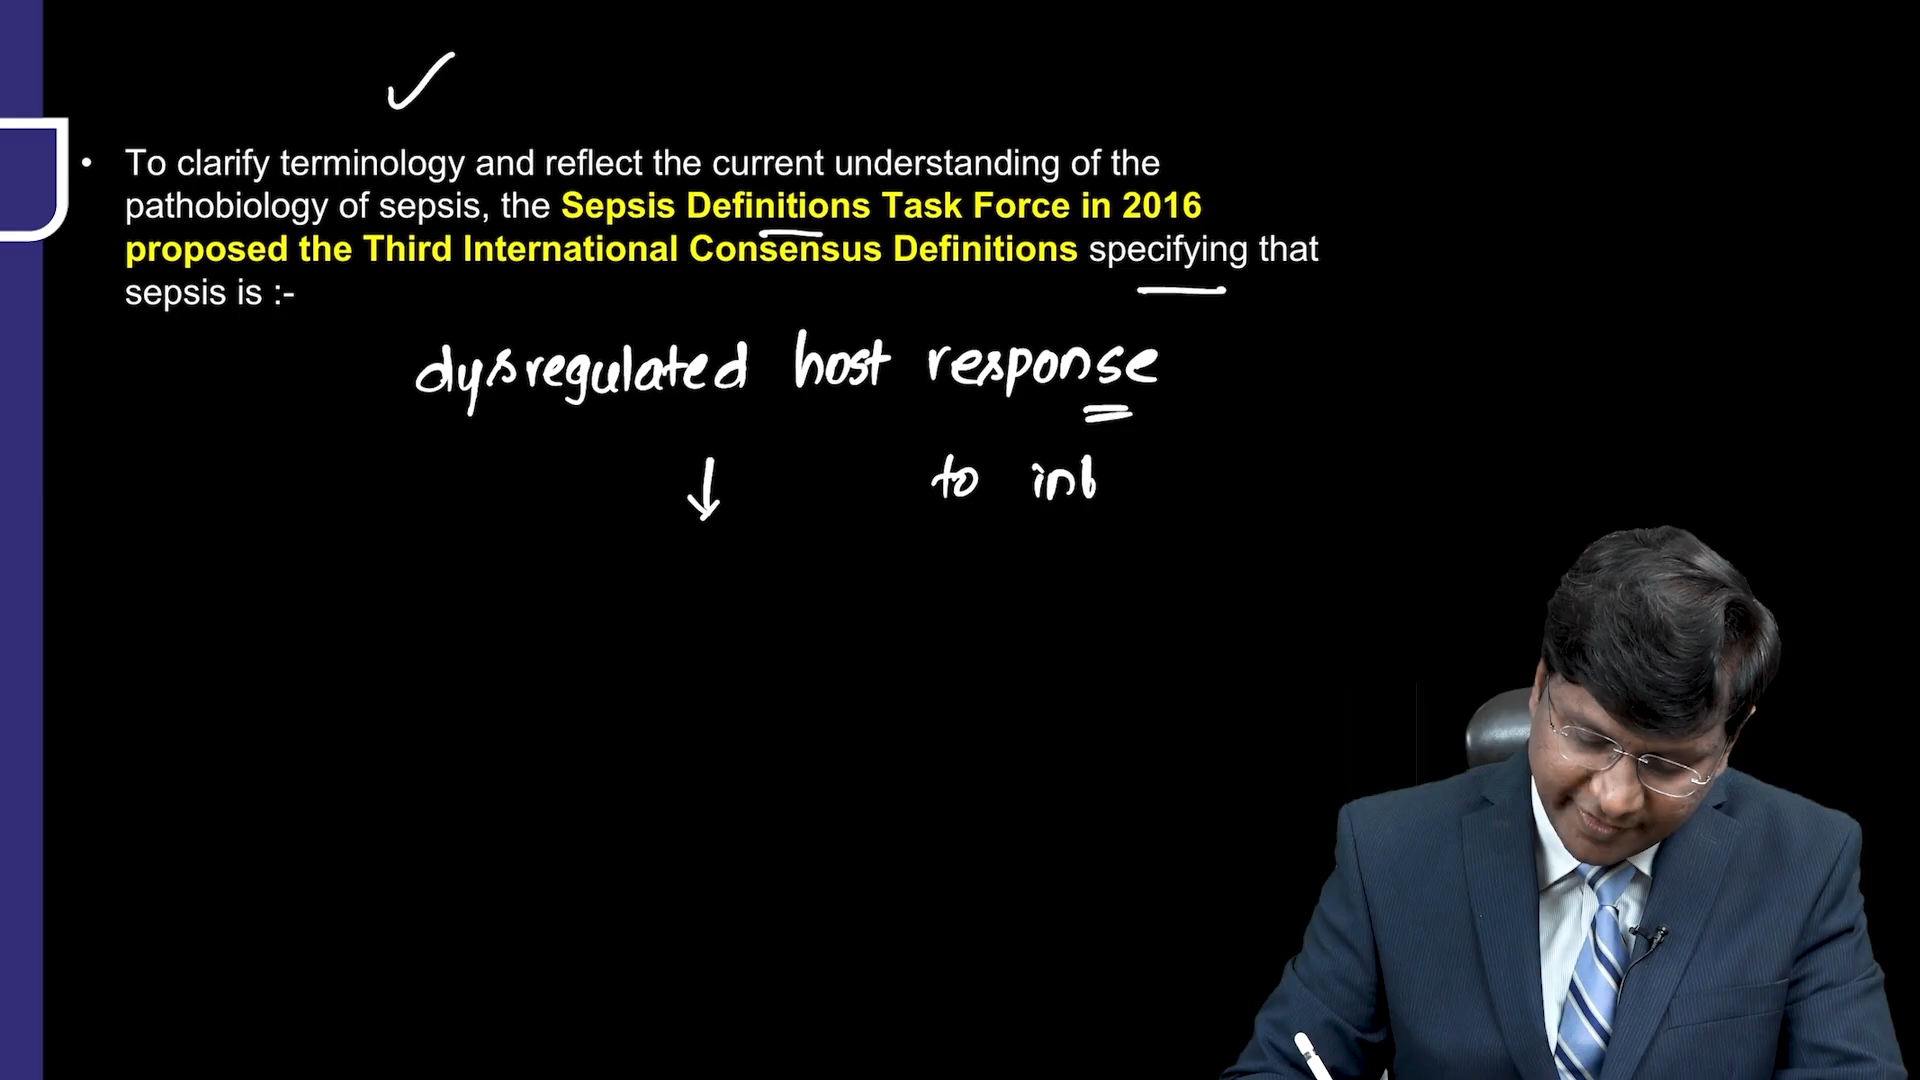 • To clarify terminology and reflect the current understanding of the
pathobiology of sepsis, the Sepsis Definitions Task Force in 2016
proposed the Third International Consensus Definitions specifying that
sepsis is :-
dysregulated host response
↓ to inf